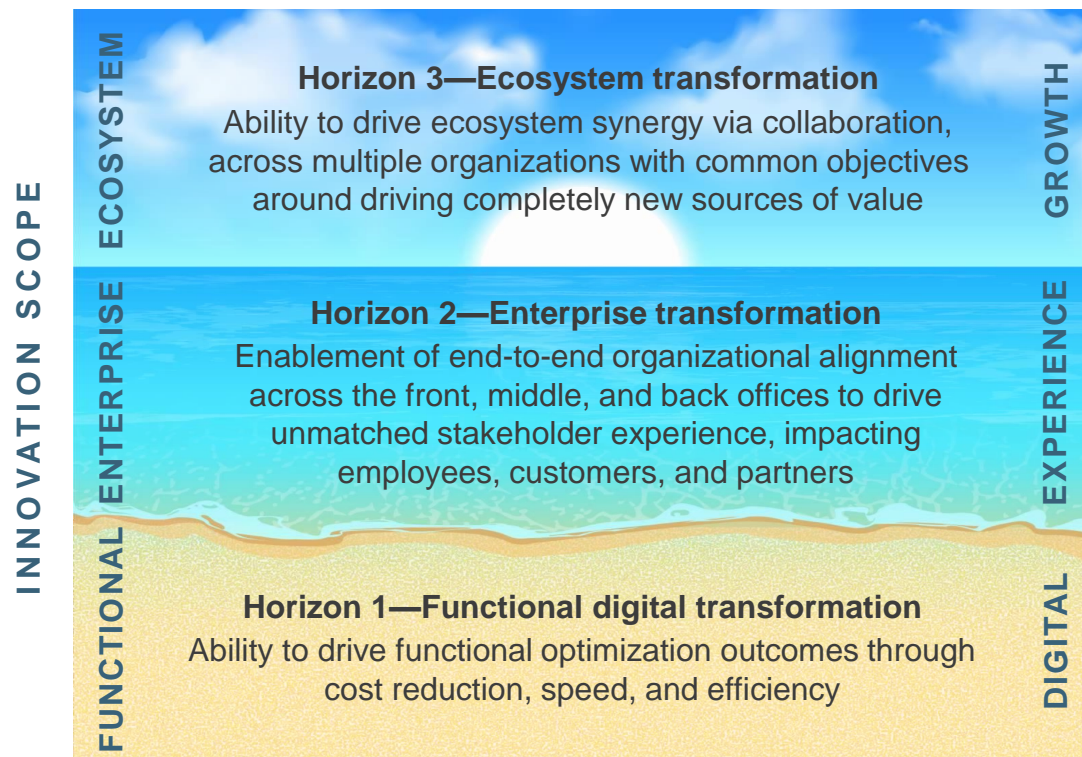 INNOVATION SCOPE
ECOSYSTEM
Horizon 3—Ecosystem transformation
Ability to drive ecosystem synergy via collaboration,
across multiple organizations with common objectives
around driving completely new sources of value
GROWTH
ENTERPRISE
Horizon 2—Enterprise transformation
Enablement of end-to-end organizational alignment
across the front, middle, and back offices to drive
unmatched stakeholder experience, impacting
employees, customers, and partners
EXPERIENCE
FUNCTIONAL
Horizon 1—Functional digital transformation
Ability to drive functional optimization outcomes through
cost reduction, speed, and efficiency
DIGITAL